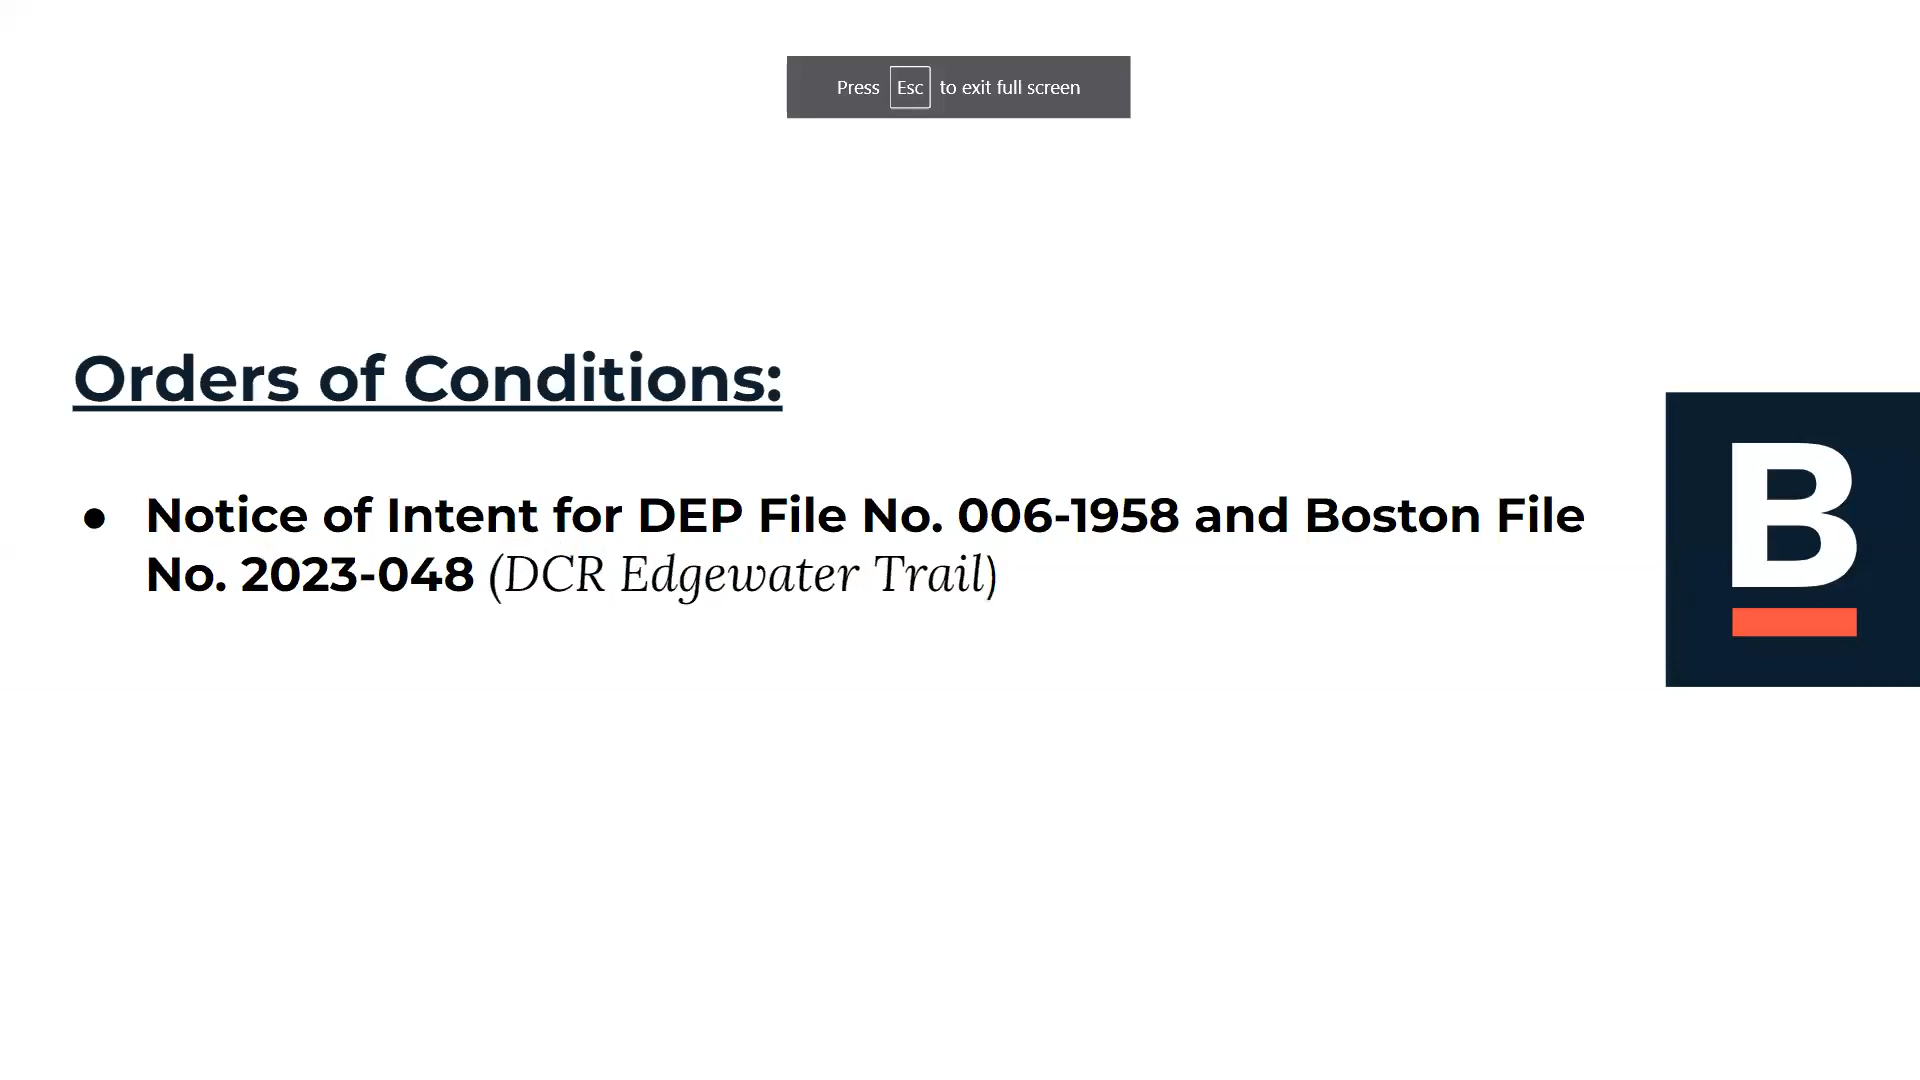 Press Esc to exit full screen
Orders of Conditions:
● Notice of Intent for DEP File No. 006-1958 and Boston File
No. 2023-048 (DCR Edgewater Trail)
B